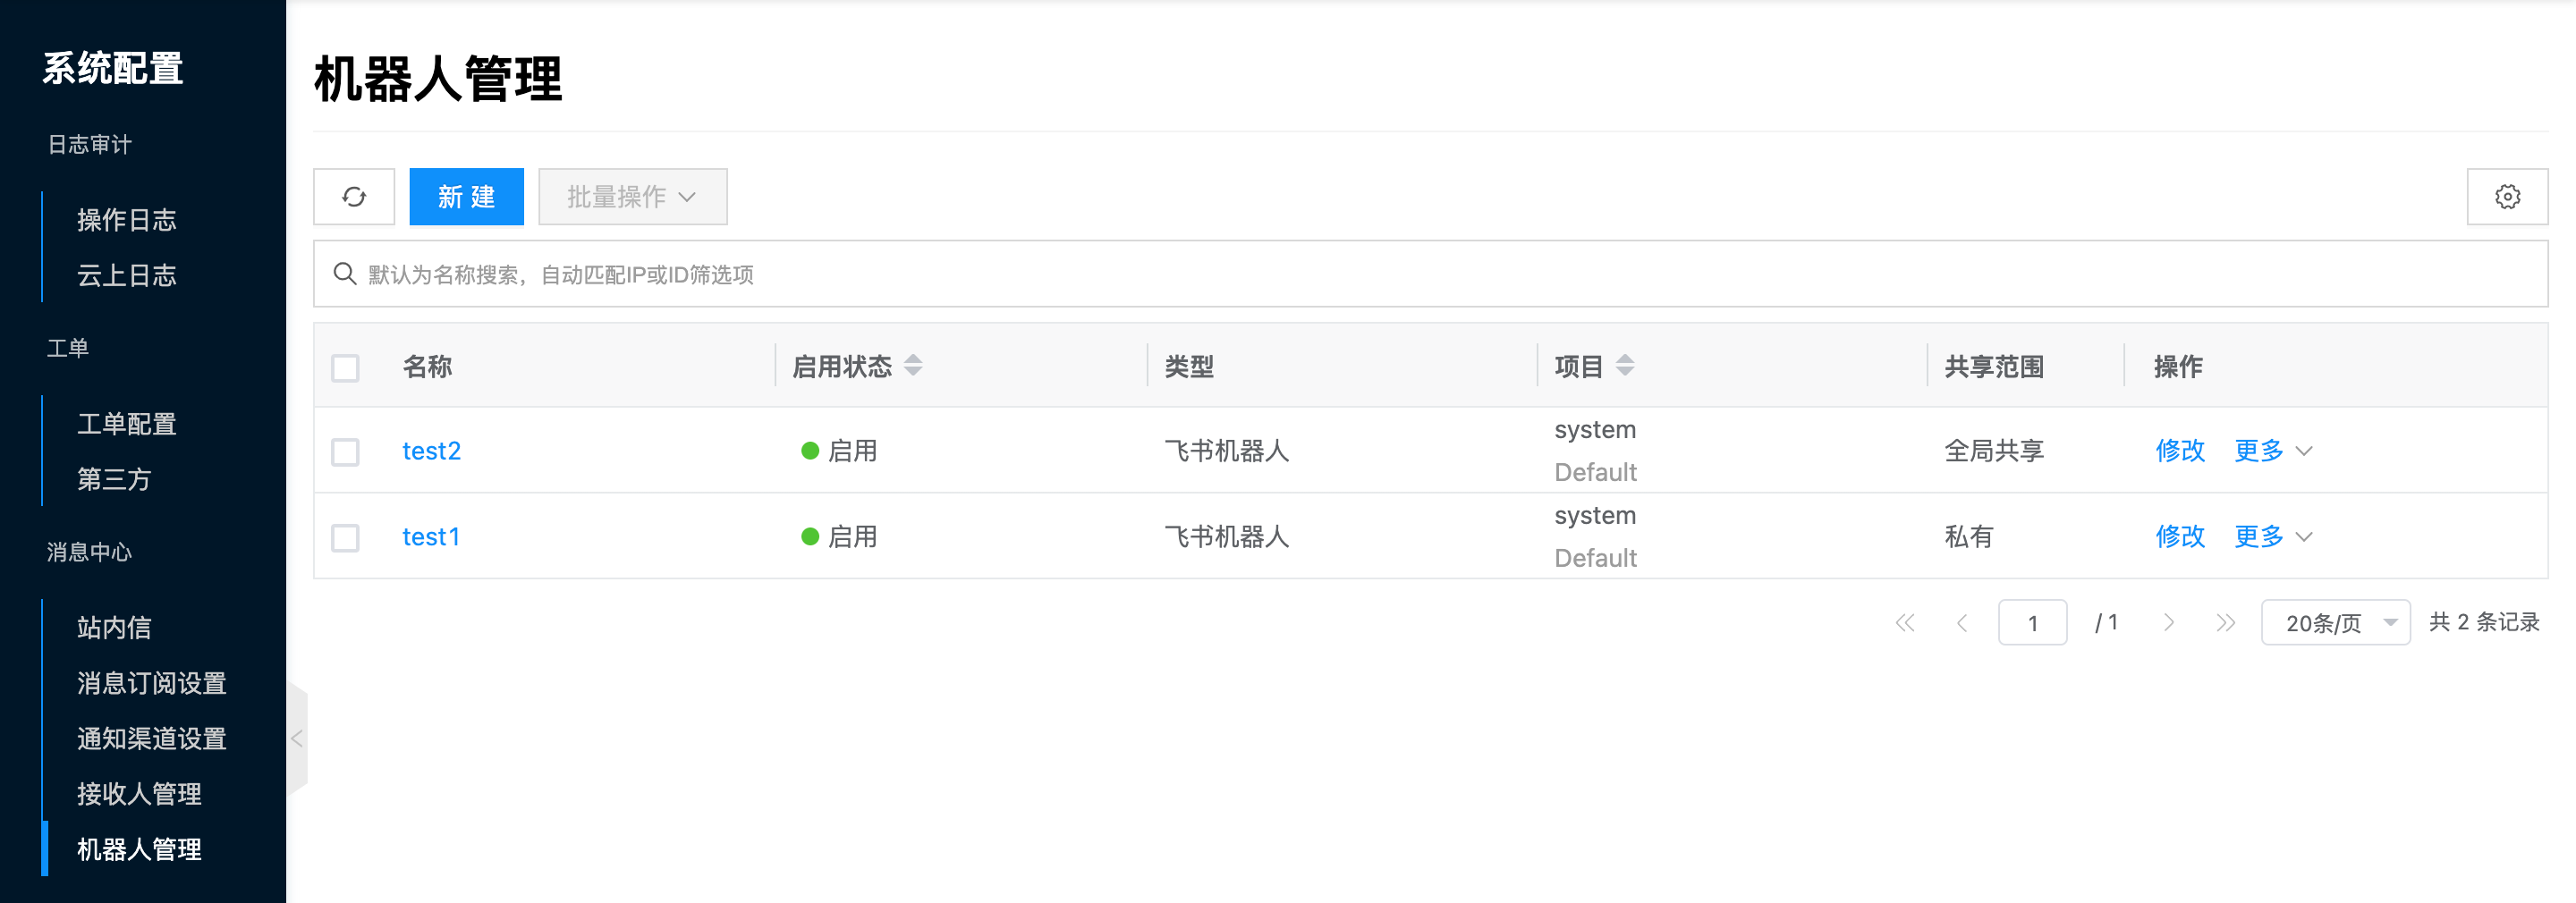 系统配置
日志审计
操作日志
云上日志
工单
工单配置
第三方
消息中心
站内信
消息订阅设置
通知渠道设置
接收人管理
机器人管理
机器人管理
新 建 批量操作
默认为名称搜索，自动匹配IP或ID筛选项
名称 启用状态 类型 项目 共享范围 操作
test2 启用 飞书机器人 system 全局共享 修改 更多
Default
test1 启用 飞书机器人 system 私有 修改 更多
Default
1 / 1 20条/页 共 2 条记录